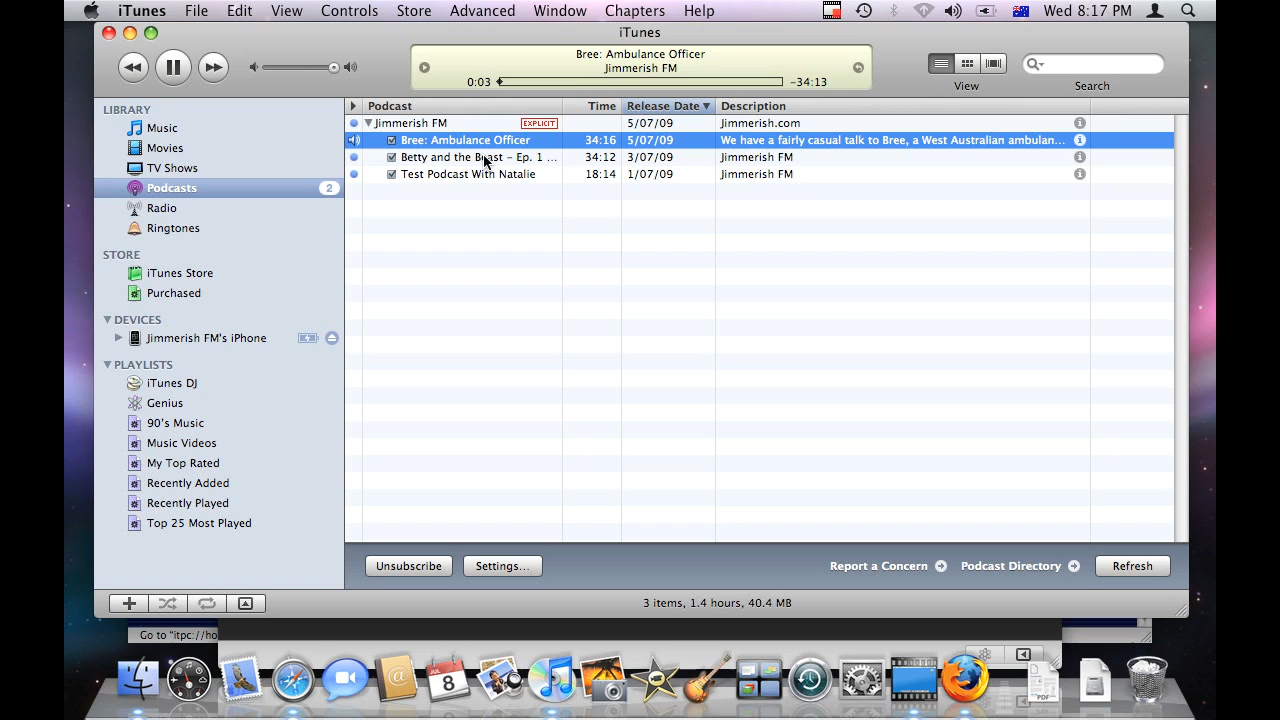 iTunes File Edit View Controls Store Advanced Window Chapters Help Wed 8:17 PM
iTunes
Bree: Ambulance Officer
Jimmerish FM
0:03 -34:13
View
Search
LIBRARY
Music
Movies
TV Shows
Podcasts 2
Radio
Ringtones
STORE
iTunes Store
Purchased
DEVICES
Jimmerish FM's iPhone
PLAYLISTS
iTunes DJ
Genius
90's Music
Music Videos
My Top Rated
Recently Added
Recently Played
Top 25 Most Played
Podcast Time Release Date Description
Jimmerish FM EXPLICIT 5/07/09 Jimmerish.com
Bree: Ambulance Officer 34:16 5/07/09 We have a fairly casual talk to Bree, a West Australian ambulan...
Betty and the Beast - Ep. 1 ... 34:12 3/07/09 Jimmerish FM
Test Podcast With Natalie 18:14 1/07/09 Jimmerish FM
Unsubscribe Settings... Report a Concern Podcast Directory Refresh
3 items, 1.4 hours, 40.4 MB
Go to "itpc://ho
8
PDF